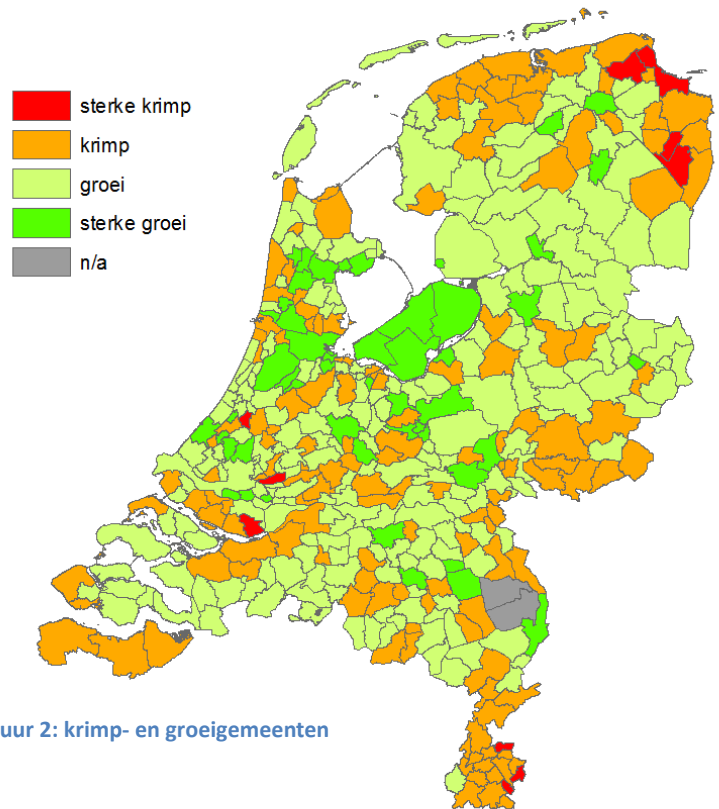 sterke krimp
krimp
groei
sterke groei
n/a
uur 2: krimp- en groeigemeenten